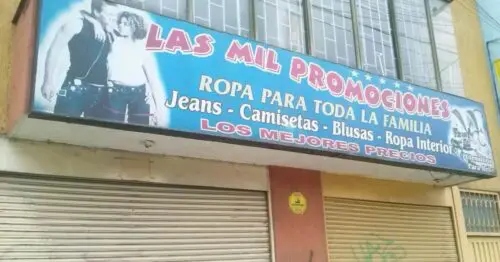 LAS MIL PROMOCIONES
ROPA PARA TODA LA FAMILIA
Jeans - Camisetas - Blusas - Ropa Interior
LOS MEJORES PRECIOS